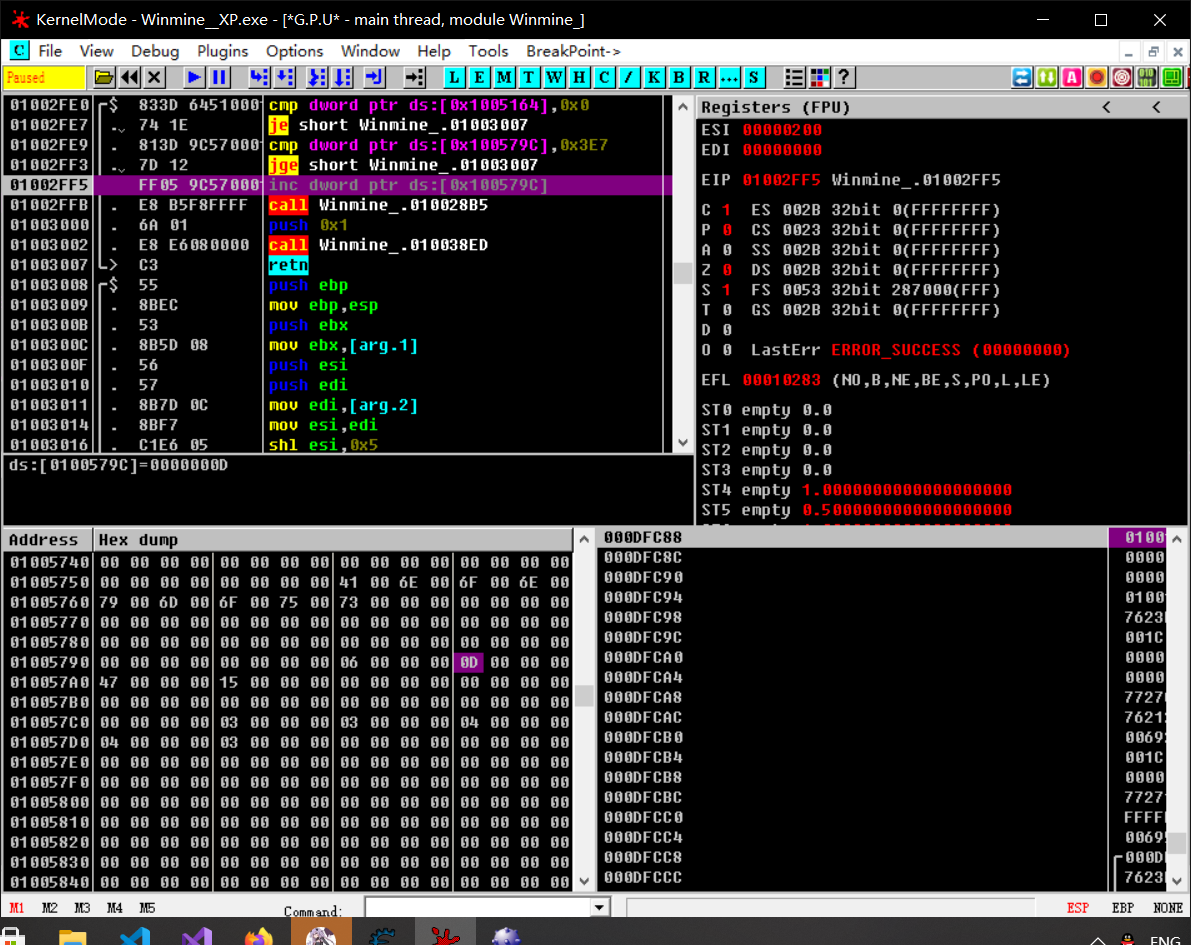 KernelMode - Winmine__XP.exe - [*G.P.U* - main thread, module Winmine_]
C File View Debug Plugins Options Window Help Tools BreakPoint->
Paused L E M T W H C / K B R ... S ?
01002FE0 $ 833D 6451000 cmp dword ptr ds:[0x1005164],0x0
01002FE7 . 74 1E je short Winmine_.01003007
01002FE9 . 813D 9C57000 cmp dword ptr ds:[0x100579C],0x3E7
01002FF3 . 7D 12 jge short Winmine_.01003007
01002FF5 FF05 9C57000 inc dword ptr ds:[0x100579C]
01002FFB . E8 B5F8FFFF call Winmine_.010028B5
01003000 . 6A 01 push 0x1
01003002 . E8 E6080000 call Winmine_.010038ED
01003007 > C3 retn
01003008 $ 55 push ebp
01003009 . 8BEC mov ebp,esp
0100300B . 53 push ebx
0100300C . 8B5D 08 mov ebx,[arg.1]
0100300F . 56 push esi
01003010 . 57 push edi
01003011 . 8B7D 0C mov edi,[arg.2]
01003014 . 8BF7 mov esi,edi
01003016 . C1E6 05 shl esi,0x5
ds:[0100579C]=0000000D
Registers (FPU) < <
ESI 00000200
EDI 00000000
EIP 01002FF5 Winmine_.01002FF5
C 1 ES 002B 32bit 0(FFFFFFFF)
P 0 CS 0023 32bit 0(FFFFFFFF)
A 0 SS 002B 32bit 0(FFFFFFFF)
Z 0 DS 002B 32bit 0(FFFFFFFF)
S 1 FS 0053 32bit 287000(FFF)
T 0 GS 002B 32bit 0(FFFFFFFF)
D 0
O 0 LastErr ERROR_SUCCESS (00000000)
EFL 00010283 (NO,B,NE,BE,S,PO,L,LE)
ST0 empty 0.0
ST1 empty 0.0
ST2 empty 0.0
ST3 empty 0.0
ST4 empty 1.0000000000000000000
ST5 empty 0.5000000000000000000
Address Hex dump
01005740 00 00 00 00 00 00 00 00 00 00 00 00 00 00 00 00
01005750 00 00 00 00 00 00 00 00 41 00 6E 00 6F 00 6E 00
01005760 79 00 6D 00 6F 00 75 00 73 00 00 00 00 00 00 00
01005770 00 00 00 00 00 00 00 00 00 00 00 00 00 00 00 00
01005780 00 00 00 00 00 00 00 00 00 00 00 00 00 00 00 00
01005790 00 00 00 00 00 00 00 00 06 00 00 00 0D 00 00 00
010057A0 47 00 00 00 15 00 00 00 00 00 00 00 00 00 00 00
010057B0 00 00 00 00 00 00 00 00 00 00 00 00 00 00 00 00
010057C0 00 00 00 00 03 00 00 00 03 00 00 00 04 00 00 00
010057D0 04 00 00 00 03 00 00 00 00 00 00 00 00 00 00 00
010057E0 00 00 00 00 00 00 00 00 00 00 00 00 00 00 00 00
010057F0 00 00 00 00 00 00 00 00 00 00 00 00 00 00 00 00
01005800 00 00 00 00 00 00 00 00 00 00 00 00 00 00 00 00
01005810 00 00 00 00 00 00 00 00 00 00 00 00 00 00 00 00
01005820 00 00 00 00 00 00 00 00 00 00 00 00 00 00 00 00
01005830 00 00 00 00 00 00 00 00 00 00 00 00 00 00 00 00
01005840 00 00 00 00 00 00 00 00 00 00 00 00 00 00 00 00
000DFC88 0100
000DFC8C 0000
000DFC90 0000
000DFC94 0100
000DFC98 7623
000DFC9C 001C
000DFCA0 0000
000DFCA4 0000
000DFCA8 7727
000DFCAC 7621
000DFCB0 0069
000DFCB4 001C
000DFCB8 0000
000DFCBC 7727
000DFCC0 FFFF
000DFCC4 0069
000DFCC8 000D
000DFCCC 7623
M1 M2 M3 M4 M5 Command: ESP EBP NONE
ENG